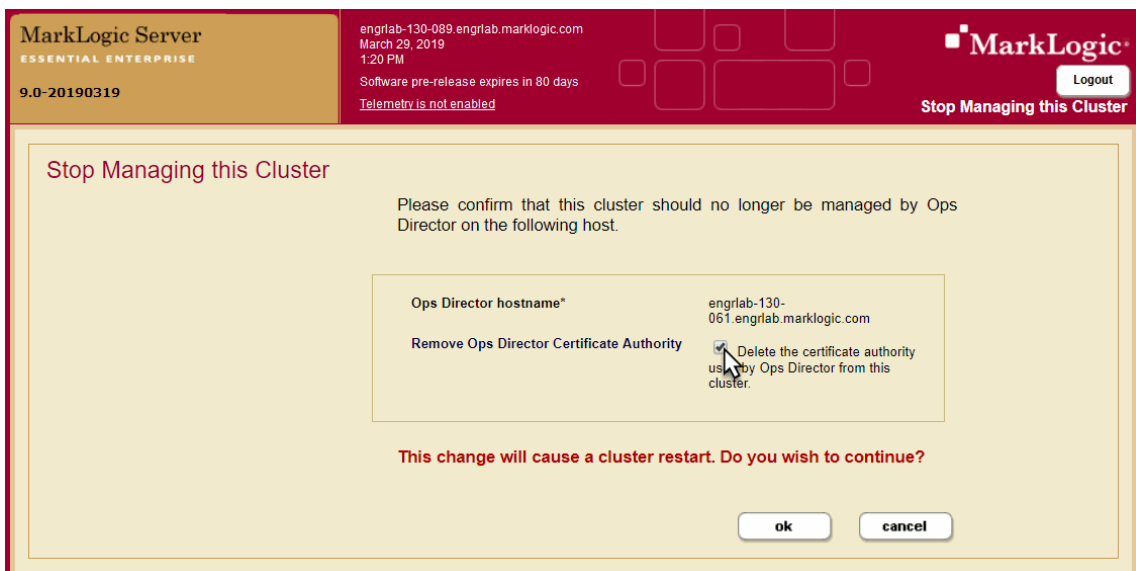 MarkLogic Server
ESSENTIAL ENTERPRISE
9.0-20190319
engrlab-130-089.engrlab.marklogic.com
March 29, 2019
1:20 PM
Software pre-release expires in 80 days
Telemetry is not enabled
MarkLogic
Logout
Stop Managing this Cluster
Stop Managing this Cluster
Please confirm that this cluster should no longer be managed by Ops
Director on the following host.
Ops Director hostname*
engrlab-130-
061.engrlab.marklogic.com
Remove Ops Director Certificate Authority
Delete the certificate authority
by Ops Director from this
cluster.
This change will cause a cluster restart. Do you wish to continue?
ok
cancel